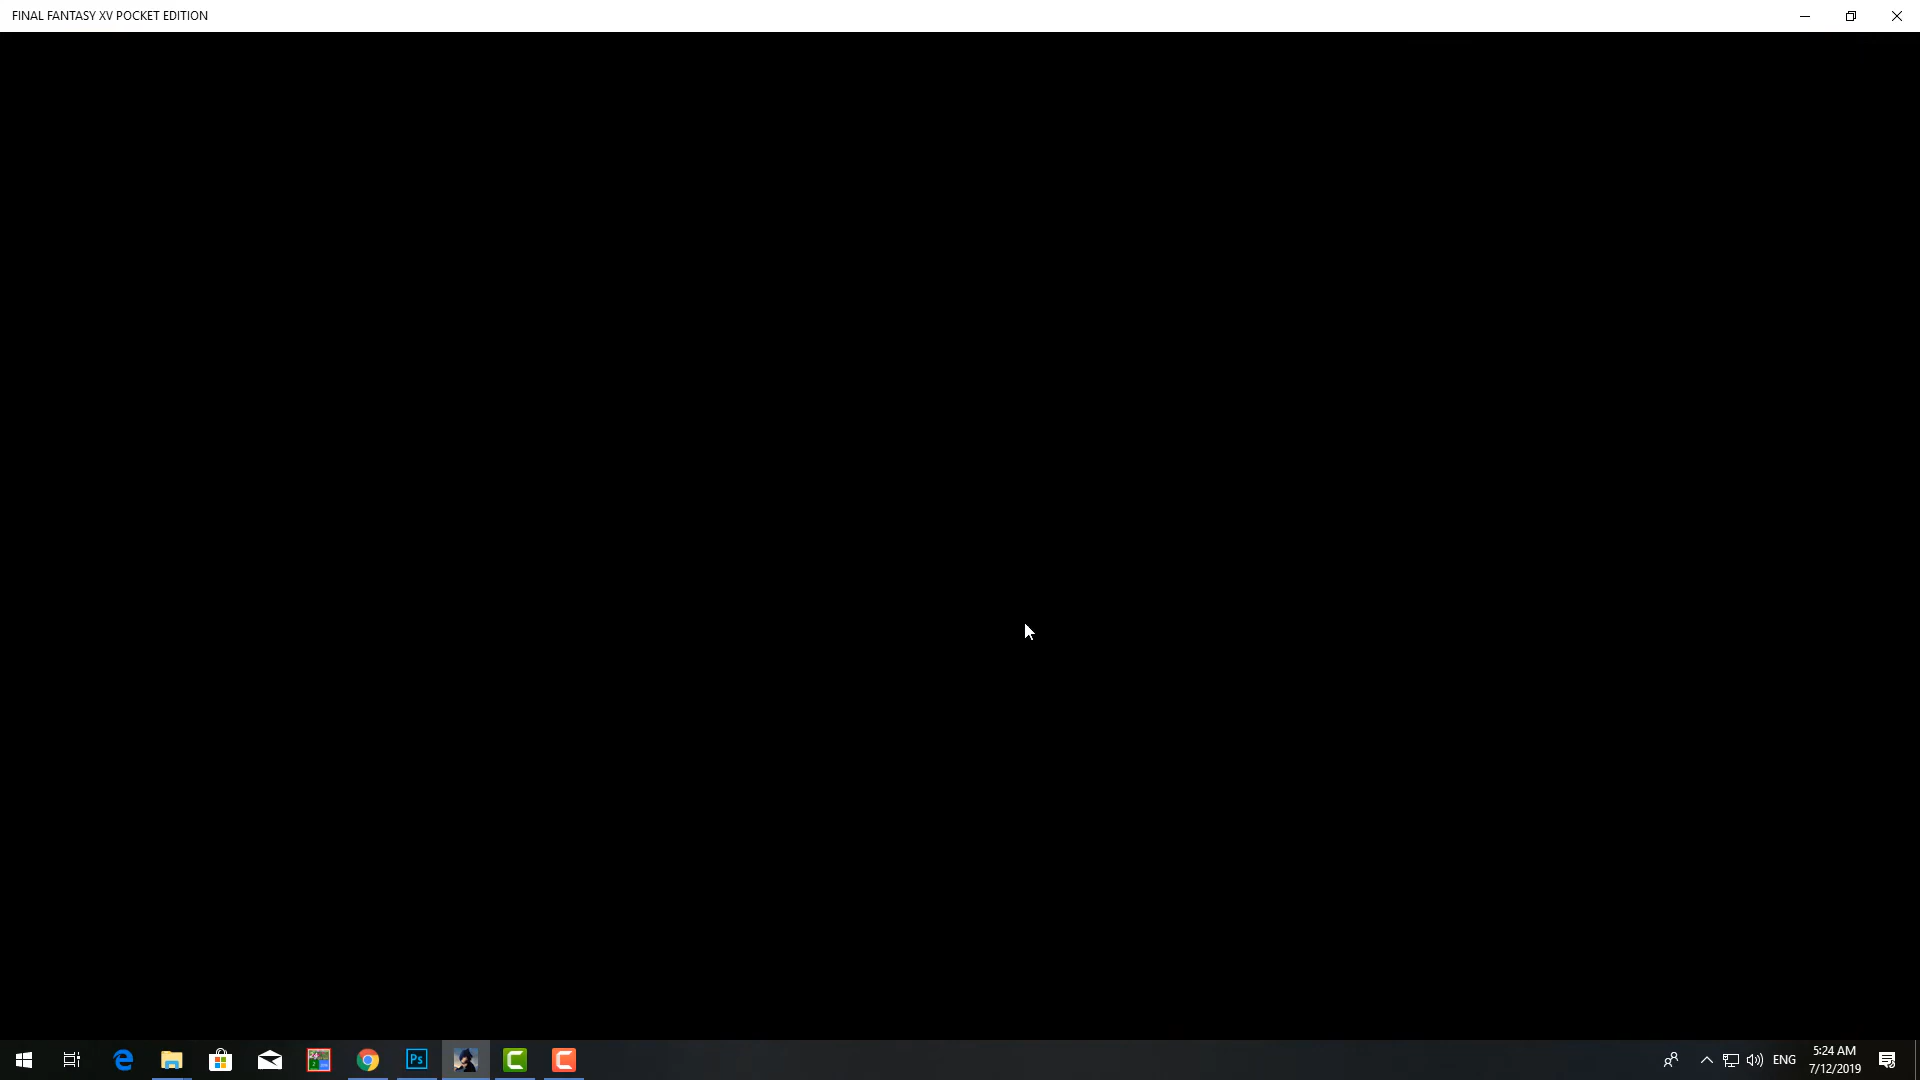 FINAL FANTASY XV POCKET EDITION
Ps
ENG
5:24 AM
7/12/2019